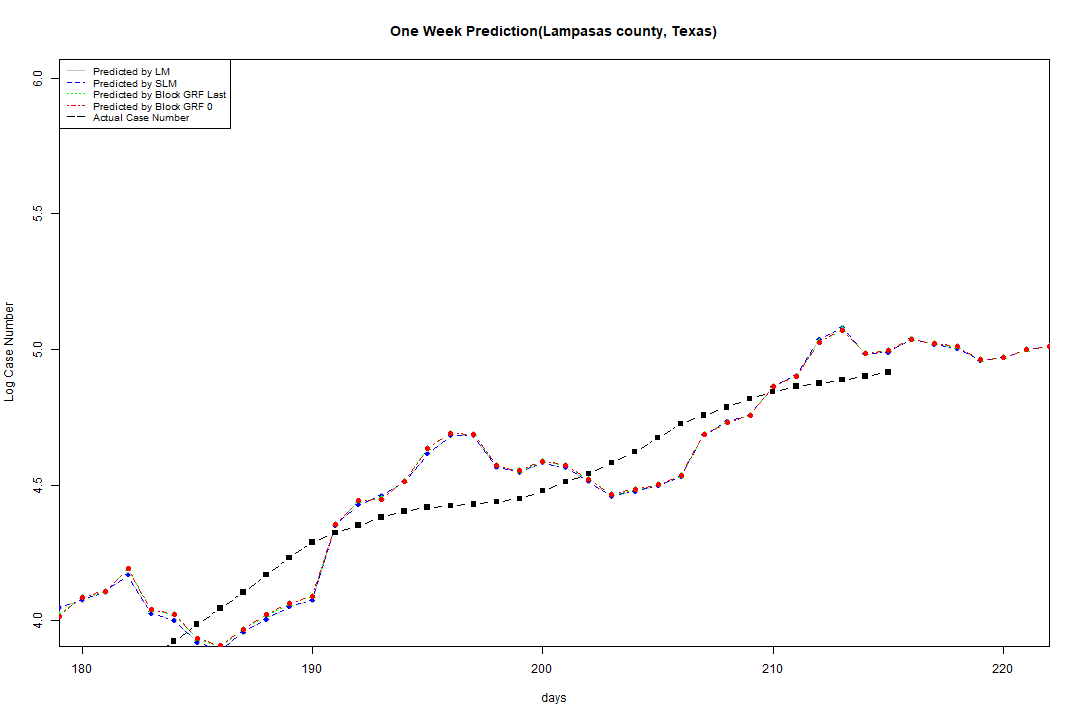 One Week Prediction(Lampasas county, Texas)
6.0
Predicted by LM
Predicted by SLM
Predicted by Block GRF Last
Predicted by Block GRF 0
Actual Case Number
5.5
5.0
Log Case Number
4.5
4.0
180 190 200 210 220
days